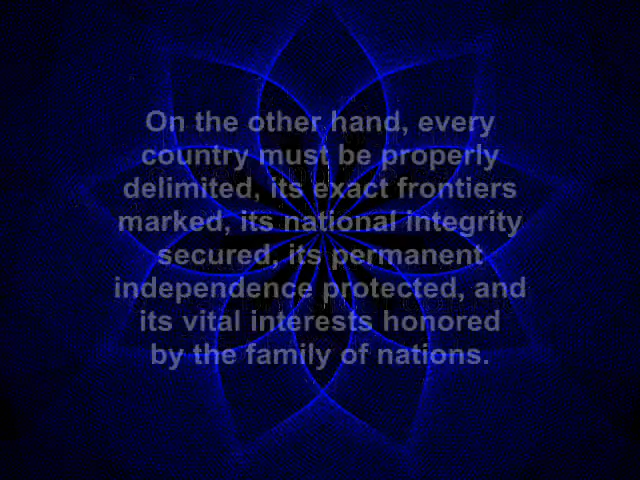 On the other hand, every
country must be properly
delimited, its exact frontiers
marked, its national integrity
secured, its permanent
independence protected, and
its vital interests honored
by the family of nations.